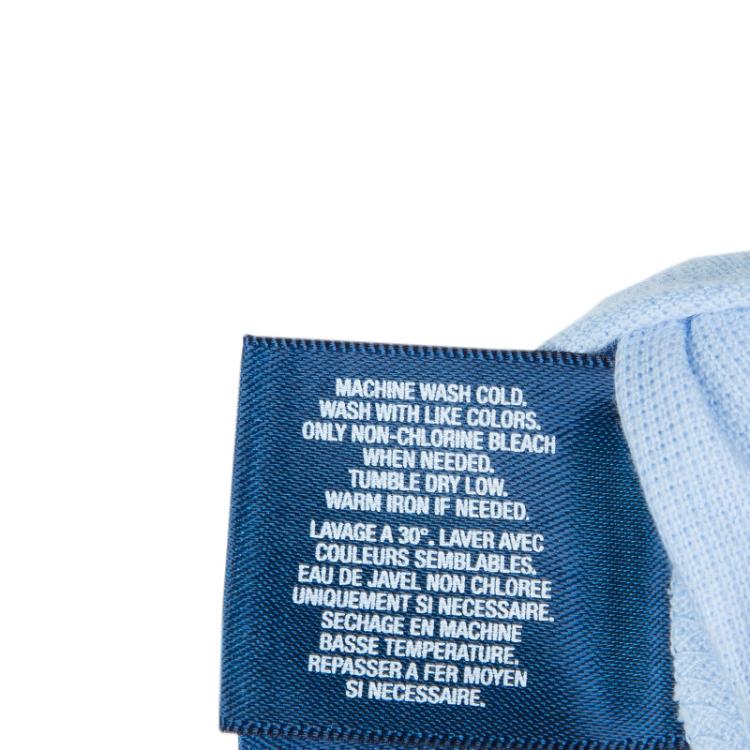 MACHINE WASH COLD.
WASH WITH LIKE COLORS.
ONLY NON-CHLORINE BLEACH
WHEN NEEDED.
TUMBLE DRY LOW.
WARM IRON IF NEEDED.
LAVAGE A 30°. LAVER AVEC
COULEURS SEMBLABLES.
EAU DE JAVEL NON CHLOREE
UNIQUEMENT SI NECESSAIRE.
SECHAGE EN MACHINE
BASSE TEMPERATURE.
REPASSER A FER MOYEN
SI NECESSAIRE.